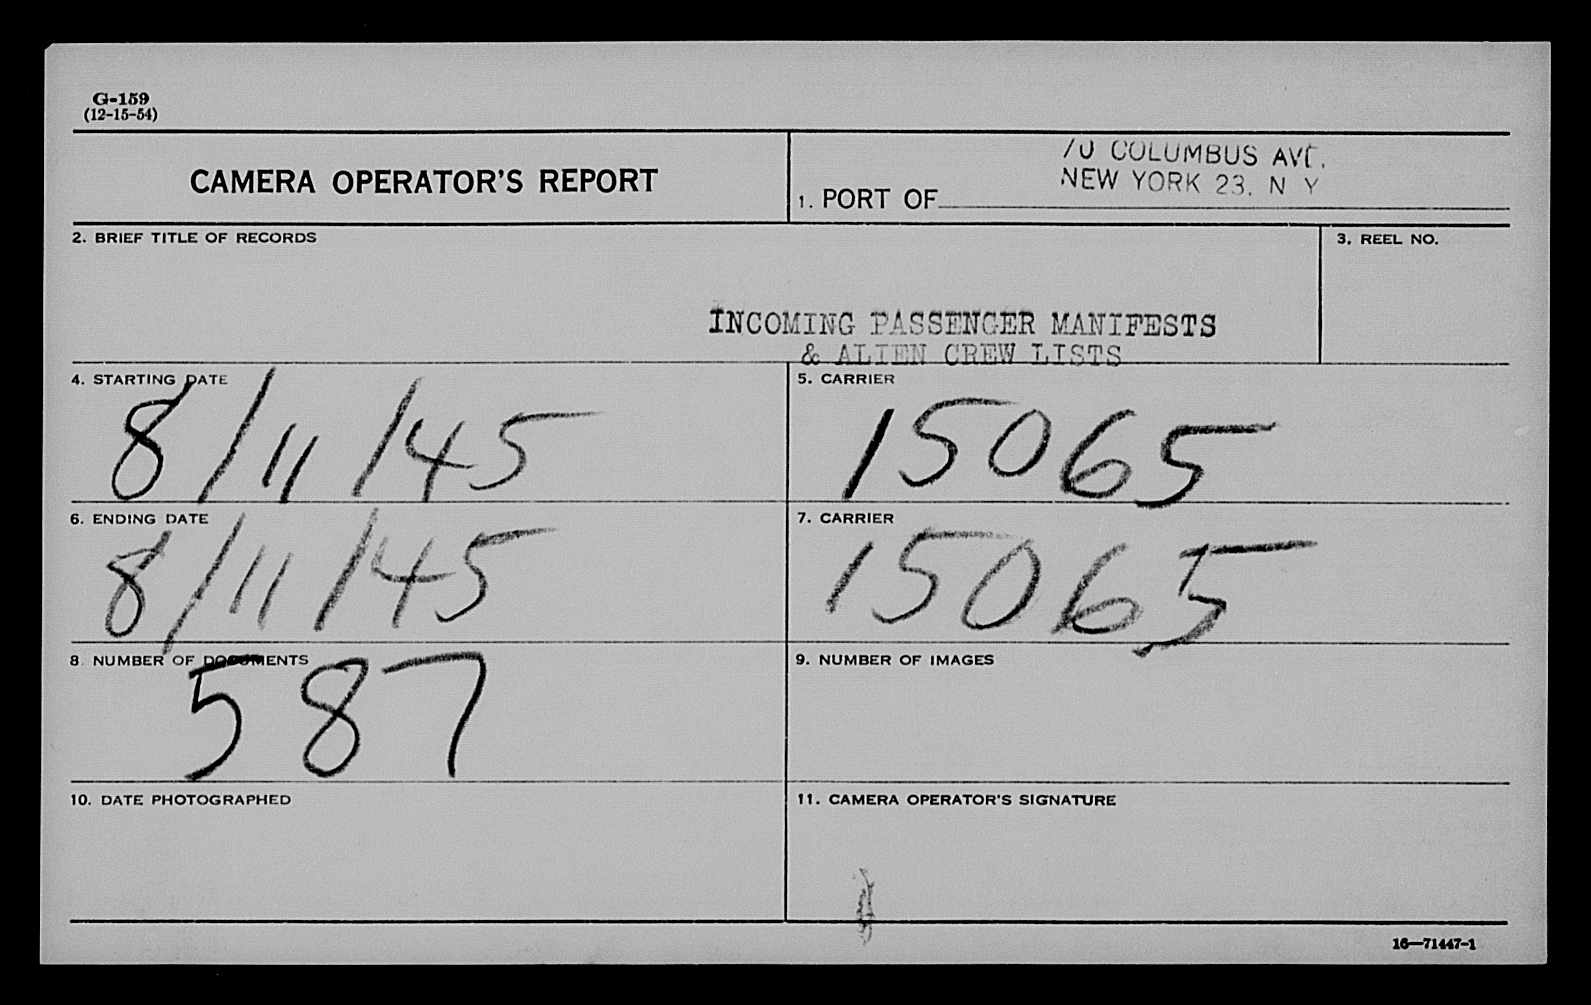 G-159
(12-15-54)
CAMERA OPERATOR'S REPORT
70 COLUMBUS AVE.
NEW YORK 23. N Y
1. PORT OF
2. BRIEF TITLE OF RECORDS
3. REEL NO.
INCOMING PASSENGER MANIFESTS
& ALIEN CREW LISTS
4. STARTING DATE
8/11/45
5. CARRIER
15065
6. ENDING DATE
8/11/45
7. CARRIER
15065
8 NUMBER OF DOCUMENTS
587
9. NUMBER OF IMAGES
10. DATE PHOTOGRAPHED
11. CAMERA OPERATOR'S SIGNATURE
16—71447-1